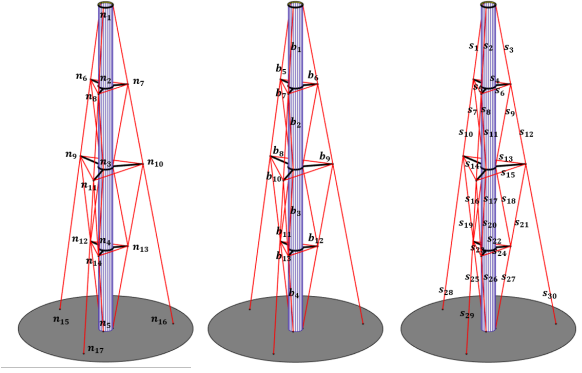 n₁
n₆ n₂ n₇
n₈
n₉ n₃ n₁₀
n₁₁
n₁₂ n₄ n₁₃
n₁₄
n₁₅ n₅ n₁₆
n₁₇
b₁
b₅ b₆
b₇
b₂
b₈ b₉
b₁₀
b₃
b₁₁ b₁₂
b₁₃
b₄
s₁ s₂ s₃
s₄
s₆
s₇ s₈ s₉
s₁₀ s₁₁ s₁₂
s₁₃
s₁₄ s₁₅
s₁₆ s₁₇ s₁₈
s₁₉ s₂₀ s₂₁
s₂₂
s₂₄
s₂₅ s₂₆ s₂₇
s₂₈ s₃₀
s₂₉